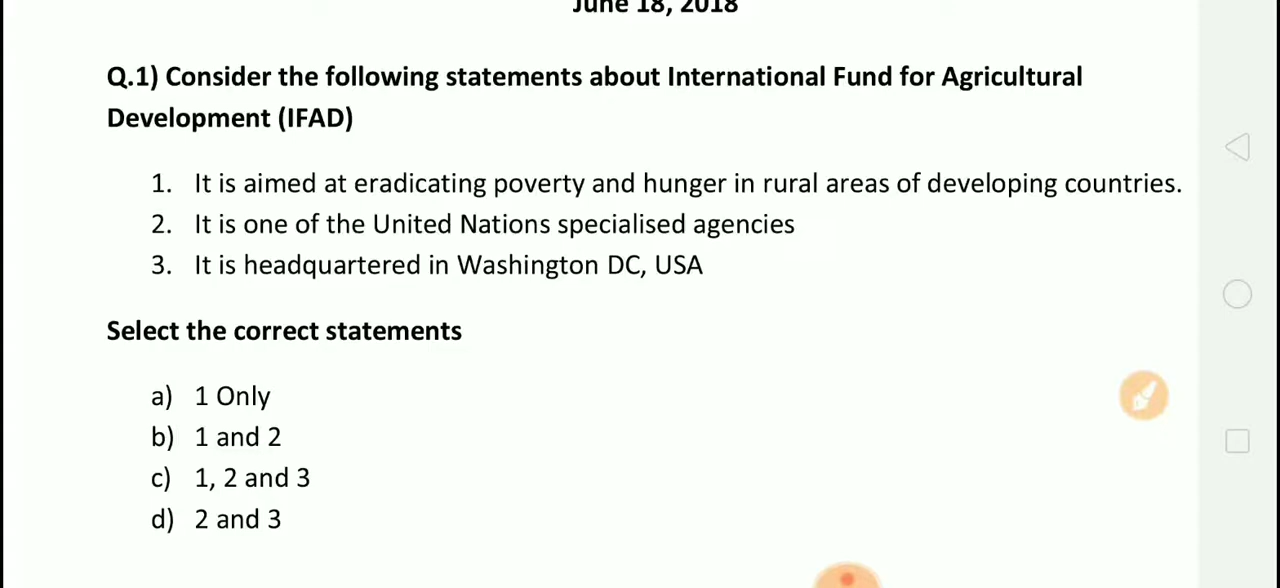 June 18, 2018
Q.1) Consider the following statements about International Fund for Agricultural
Development (IFAD)
1. It is aimed at eradicating poverty and hunger in rural areas of developing countries.
2. It is one of the United Nations specialised agencies
3. It is headquartered in Washington DC, USA
Select the correct statements
a) 1 Only
b) 1 and 2
c) 1, 2 and 3
d) 2 and 3